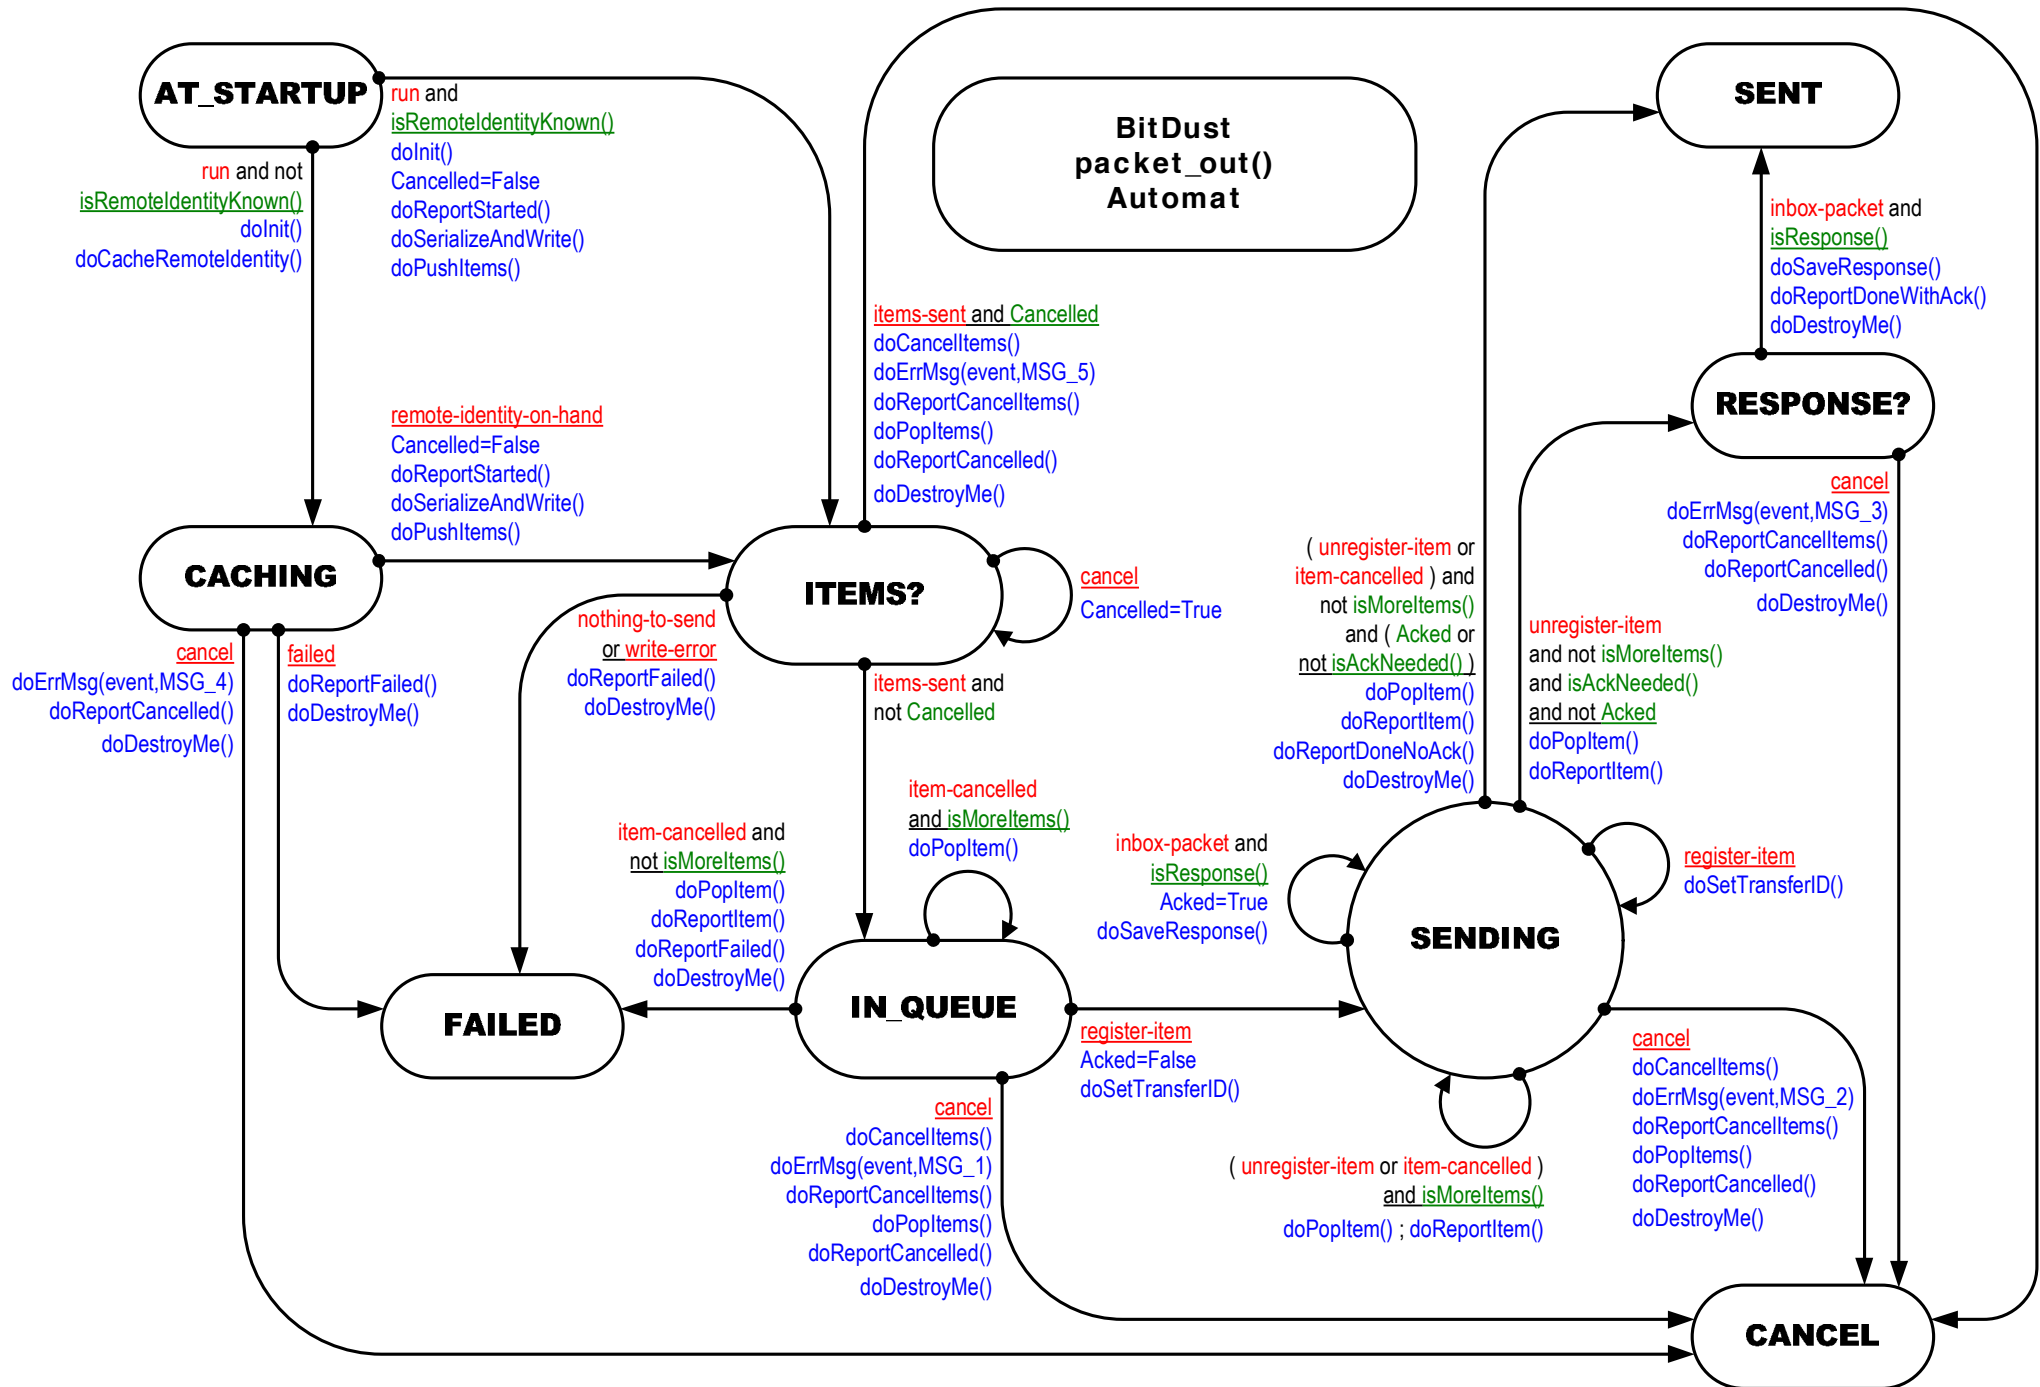 AT_STARTUP
run and
isRemoteIdentityKnown()
doInit()
Cancelled=False
doReportStarted()
doSerializeAndWrite()
doPushItems()
run and not
isRemoteIdentityKnown()
doInit()
doCacheRemoteIdentity()
BitDust
packet_out()
Automat
SENT
inbox-packet and
isResponse()
doSaveResponse()
doReportDoneWithAck()
doDestroyMe()
items-sent and Cancelled
doCancelItems()
doErrMsg(event,MSG_5)
doReportCancelItems()
doPopItems()
doReportCancelled()
doDestroyMe()
RESPONSE?
remote-identity-on-hand
Cancelled=False
doReportStarted()
doSerializeAndWrite()
doPushItems()
cancel
doErrMsg(event,MSG_3)
doReportCancelItems()
doReportCancelled()
doDestroyMe()
CACHING
ITEMS?
cancel
Cancelled=True
( unregister-item or
item-cancelled ) and
not isMoreItems()
and ( Acked or
not isAckNeeded() )
doPopItem()
doReportItem()
doReportDoneNoAck()
doDestroyMe()
unregister-item
and not isMoreItems()
and isAckNeeded()
and not Acked
doPopItem()
doReportItem()
cancel
doErrMsg(event,MSG_4)
doReportCancelled()
doDestroyMe()
failed
doReportFailed()
doDestroyMe()
nothing-to-send
or write-error
doReportFailed()
doDestroyMe()
items-sent and
not Cancelled
item-cancelled
and isMoreItems()
doPopItem()
item-cancelled and
not isMoreItems()
doPopItem()
doReportItem()
doReportFailed()
doDestroyMe()
inbox-packet and
isResponse()
Acked=True
doSaveResponse()
register-item
doSetTransferID()
SENDING
FAILED
IN_QUEUE
register-item
Acked=False
doSetTransferID()
cancel
doCancelItems()
doErrMsg(event,MSG_1)
doReportCancelItems()
doPopItems()
doReportCancelled()
doDestroyMe()
( unregister-item or item-cancelled )
and isMoreItems()
doPopItem() ; doReportItem()
cancel
doCancelItems()
doErrMsg(event,MSG_2)
doReportCancelItems()
doPopItems()
doReportCancelled()
doDestroyMe()
CANCEL